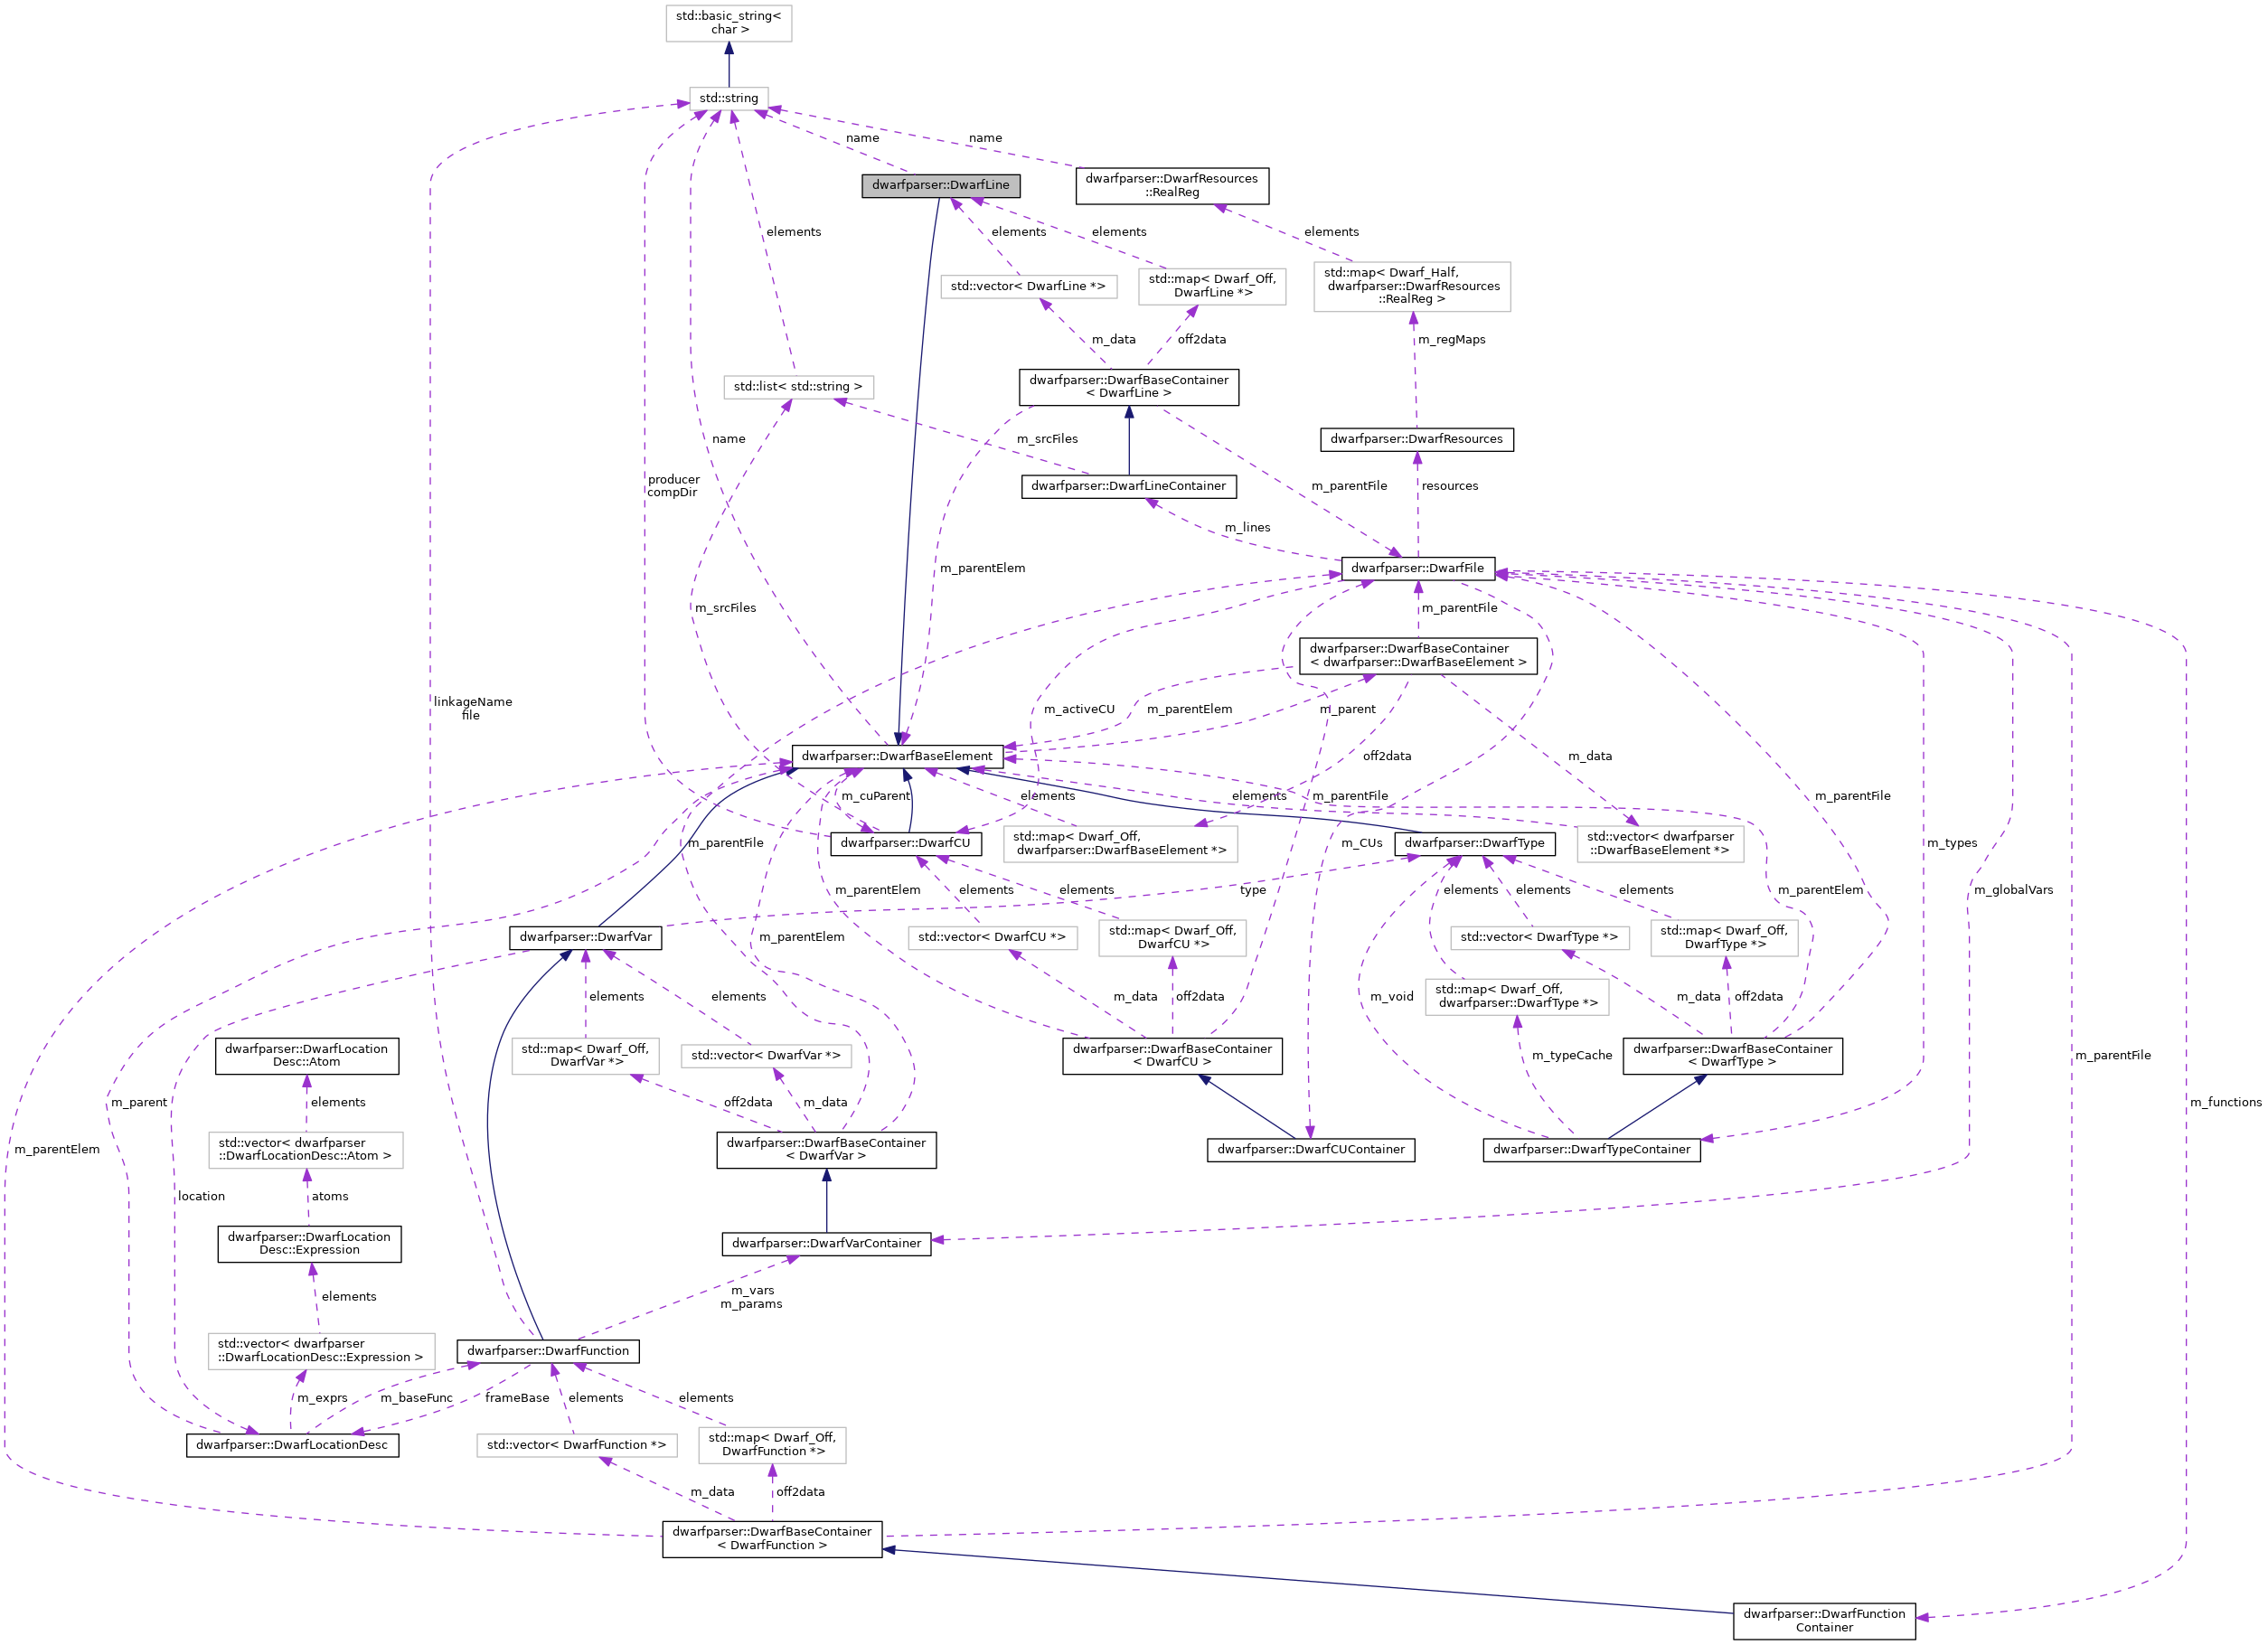 std::basic_string<
char >
std::string
name
name
dwarfparser::DwarfLine
dwarfparser::DwarfResources
::RealReg
elements
elements
elements
elements
std::vector< DwarfLine *>
std::map< Dwarf_Off,
DwarfLine *>
std::map< Dwarf_Half,
dwarfparser::DwarfResources
::RealReg >
m_data
off2data
m_regMaps
std::list< std::string >
dwarfparser::DwarfBaseContainer
< DwarfLine >
name
m_srcFiles
dwarfparser::DwarfResources
producer
compDir
dwarfparser::DwarfLineContainer
m_parentFile
resources
m_lines
m_parentElem
dwarfparser::DwarfFile
m_srcFiles
m_parentFile
dwarfparser::DwarfBaseContainer
< dwarfparser::DwarfBaseElement >
linkageName
file
m_activeCU
m_parentElem
m_parent
dwarfparser::DwarfBaseElement
off2data
m_data
m_cuParent
elements
elements
m_parentFile
m_parentFile
m_parentFile
dwarfparser::DwarfCU
std::map< Dwarf_Off,
dwarfparser::DwarfBaseElement *>
m_CUs
dwarfparser::DwarfType
std::vector< dwarfparser
::DwarfBaseElement *>
m_types
m_parentElem
elements
elements
type
elements
elements
elements
m_parentElem
m_globalVars
dwarfparser::DwarfVar
m_parentElem
std::vector< DwarfCU *>
std::map< Dwarf_Off,
DwarfCU *>
std::vector< DwarfType *>
std::map< Dwarf_Off,
DwarfType *>
elements
elements
m_data
off2data
m_void
std::map< Dwarf_Off,
dwarfparser::DwarfType *>
m_data
off2data
dwarfparser::DwarfLocation
Desc::Atom
std::map< Dwarf_Off,
DwarfVar *>
std::vector< DwarfVar *>
dwarfparser::DwarfBaseContainer
< DwarfCU >
m_typeCache
dwarfparser::DwarfBaseContainer
< DwarfType >
m_parentFile
m_parent
elements
off2data
m_data
m_functions
m_parentElem
std::vector< dwarfparser
::DwarfLocationDesc::Atom >
dwarfparser::DwarfBaseContainer
< DwarfVar >
dwarfparser::DwarfCUContainer
dwarfparser::DwarfTypeContainer
location
atoms
dwarfparser::DwarfLocation
Desc::Expression
dwarfparser::DwarfVarContainer
elements
m_vars
m_params
std::vector< dwarfparser
::DwarfLocationDesc::Expression >
dwarfparser::DwarfFunction
m_exprs
m_baseFunc
frameBase
elements
elements
dwarfparser::DwarfLocationDesc
std::vector< DwarfFunction *>
std::map< Dwarf_Off,
DwarfFunction *>
m_data
off2data
dwarfparser::DwarfBaseContainer
< DwarfFunction >
dwarfparser::DwarfFunction
Container